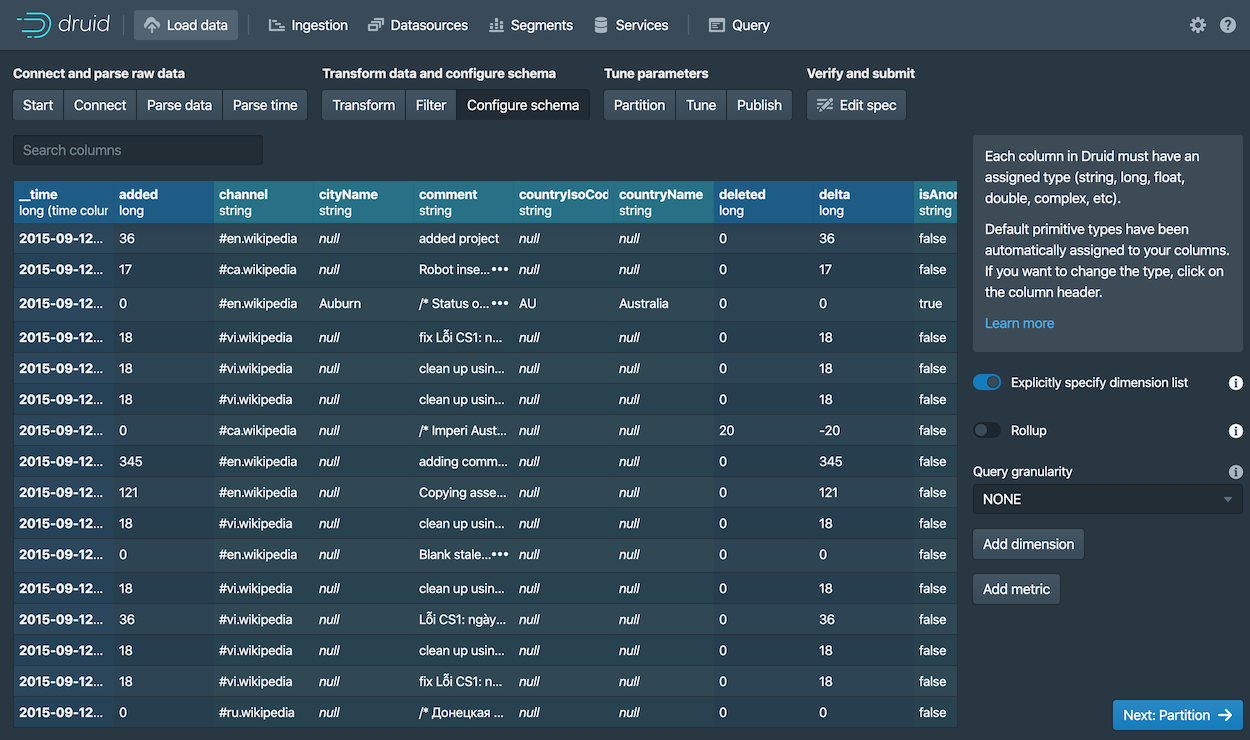 druid Load data Ingestion Datasources Segments Services Query
Connect and parse raw data Transform data and configure schema Tune parameters Verify and submit
Start Connect Parse data Parse time Transform Filter Configure schema Partition Tune Publish Edit spec
Search columns
__time added channel cityName comment countryIsoCod countryName deleted delta isAnon
long (time colum long string string string string string long long string
2015-09-12... 36 #en.wikipedia null added project null null 0 36 false
2015-09-12... 17 #ca.wikipedia null Robot inse...••• null null 0 17 false
2015-09-12... 0 #en.wikipedia Auburn /* Status o...••• AU Australia 0 0 true
2015-09-12... 18 #vi.wikipedia null fix Lỗi CS1: n... null null 0 18 false
2015-09-12... 18 #vi.wikipedia null clean up usin... null null 0 18 false
2015-09-12... 18 #vi.wikipedia null clean up usin... null null 0 18 false
2015-09-12... 0 #ca.wikipedia null /* Imperi Aust... null null 20 -20 false
2015-09-12... 345 #en.wikipedia null adding comm... null null 0 345 false
2015-09-12... 121 #en.wikipedia null Copying asse... null null 0 121 false
2015-09-12... 18 #vi.wikipedia null clean up usin... null null 0 18 false
2015-09-12... 0 #en.wikipedia null Blank stale...••• null null 0 0 false
2015-09-12... 18 #vi.wikipedia null clean up usin... null null 0 18 false
2015-09-12... 36 #vi.wikipedia null Lỗi CS1: ngày... null null 0 36 false
2015-09-12... 18 #vi.wikipedia null clean up usin... null null 0 18 false
2015-09-12... 18 #vi.wikipedia null fix Lỗi CS1: n... null null 0 18 false
2015-09-12... 0 #ru.wikipedia null /* Донецкая ... null null 0 0 false
Each column in Druid must have an
assigned type (string, long, float,
double, complex, etc).
Default primitive types have been
automatically assigned to your columns.
If you want to change the type, click on
the column header.
Learn more
Explicitly specify dimension list
Rollup
Query granularity
NONE
Add dimension
Add metric
Next: Partition